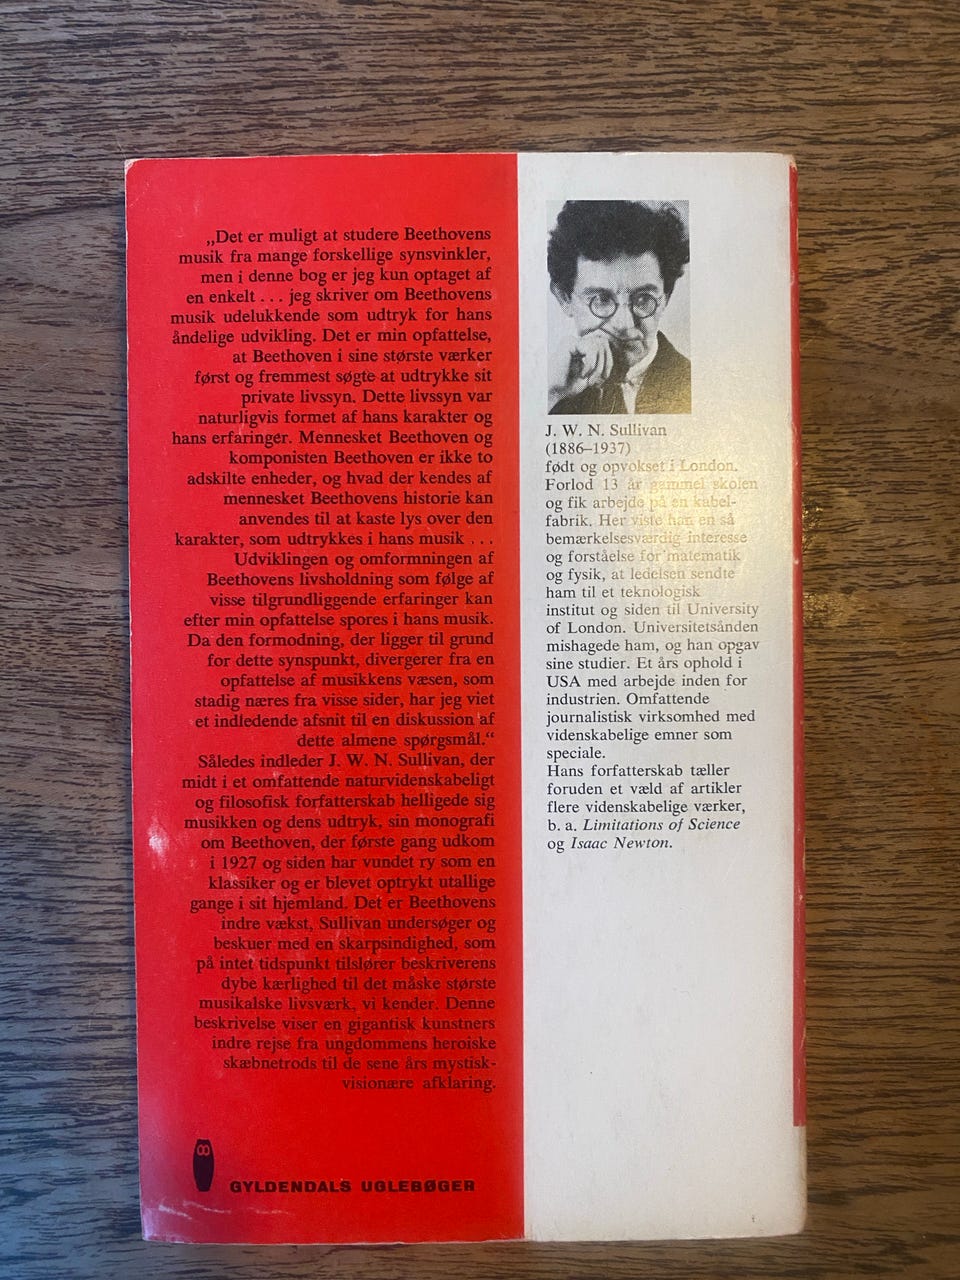 „Det er muligt at studere Beethovens
musik fra mange forskellige synsvinkler,
men i denne bog er jeg kun optaget af
en enkelt . . . jeg skriver om Beethovens
musik udelukkende som udtryk for hans
åndelige udvikling. Det er min opfattelse,
at Beethoven i sine største værker
først og fremmest søgte at udtrykke sit
private livssyn. Dette livssyn var
naturligvis formet af hans karakter og
hans erfaringer. Mennesket Beethoven og
komponisten Beethoven er ikke to
adskilte enheder, og hvad der kendes af
mennesket Beethovens historie kan
anvendes til at kaste lys over den
karakter, som udtrykkes i hans musik . . .
Udviklingen og omformningen af
Beethovens livsholdning som følge af
visse tilgrundliggende erfaringer kan
efter min opfattelse spores i hans musik.
Da den formodning, der ligger til grund
for dette synspunkt, divergerer fra en
opfattelse af musikkens væsen, som
stadig næres fra visse sider, har jeg viet
et indledende afsnit til en diskussion af
dette almene spørgsmål.“
Således indleder J. W. N. Sullivan, der
midt i et omfattende naturvidenskabeligt
og filosofisk forfatterskab helligede sig
musikken og dens udtryk, sin monografi
om Beethoven, der første gang udkom
i 1927 og siden har vundet ry som en
klassiker og er blevet optrykt utallige
gange i sit hjemland. Det er Beethovens
indre vækst, Sullivan undersøger og
beskuer med en skarpsindighed, som
på intet tidspunkt tilslører beskriverens
dybe kærlighed til det måske største
musikalske livsværk, vi kender. Denne
beskrivelse viser en gigantisk kunstners
indre rejse fra ungdommens heroiske
skæbnetrods til de sene års mystisk-
visionære afklaring.
GYLDENDALS UGLEBØGER
J. W. N. Sullivan
(1886–1937)
født og opvokset i London.
Forlod 13 år gammel skolen
og fik arbejde på en kabel-
fabrik. Her viste han en så
bemærkelsesværdig interesse
og forståelse for matematik
og fysik, at ledelsen sendte
ham til et teknologisk
institut og siden til University
of London. Universitetsånden
mishagede ham, og han opgav
sine studier. Et års ophold i
USA med arbejde inden for
industrien. Omfattende
journalistisk virksomhed med
videnskabelige emner som
speciale.
Hans forfatterskab tæller
foruden et væld af artikler
flere videnskabelige værker,
b. a. Limitations of Science
og Isaac Newton.